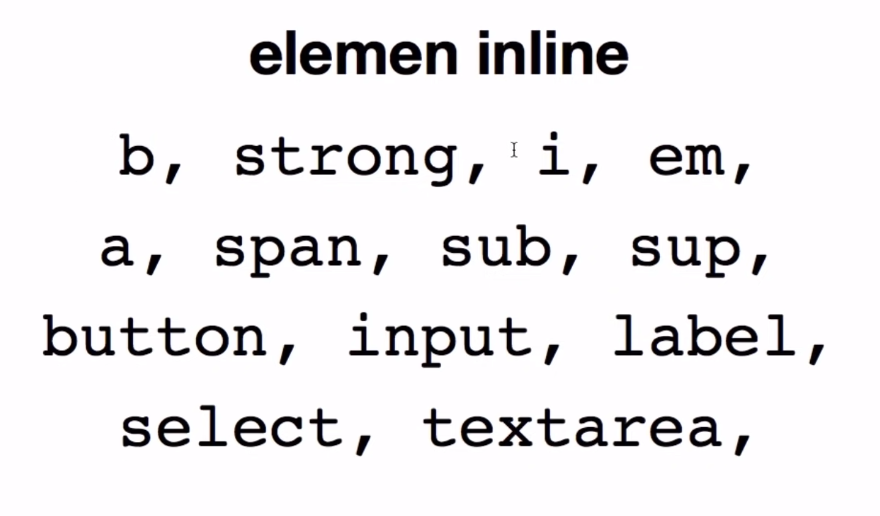 elemen inline
b, strong, i, em,
a, span, sub, sup,
button, input, label,
select, textarea,